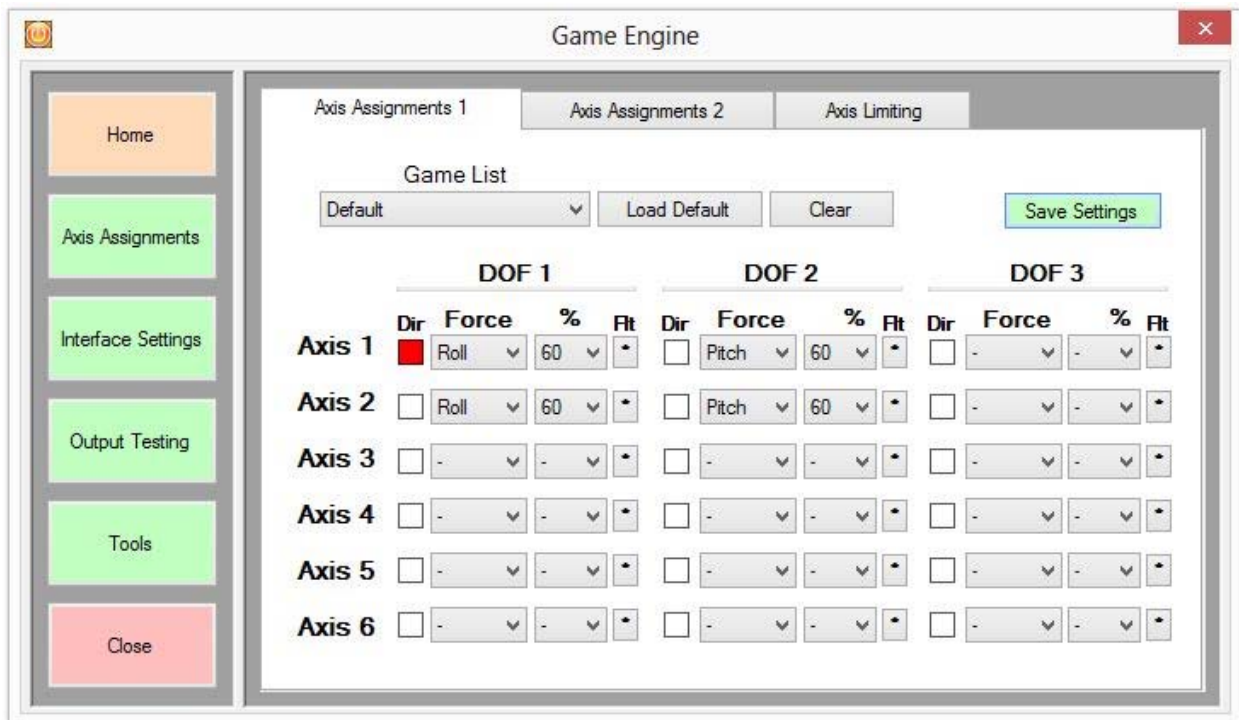 Game Engine
Home
Axis Assignments
Interface Settings
Output Testing
Tools
Close
Axis Assignments 1 Axis Assignments 2 Axis Limiting
Game List
Default Load Default Clear Save Settings
DOF 1 DOF 2 DOF 3
Dir Force % Flt Dir Force % Flt Dir Force % Flt
Axis 1 Roll 60 * Pitch 60 * - - *
Axis 2 Roll 60 * Pitch 60 * - - *
Axis 3 - - * - - * - - *
Axis 4 - - * - - * - - *
Axis 5 - - * - - * - - *
Axis 6 - - * - - * - - *